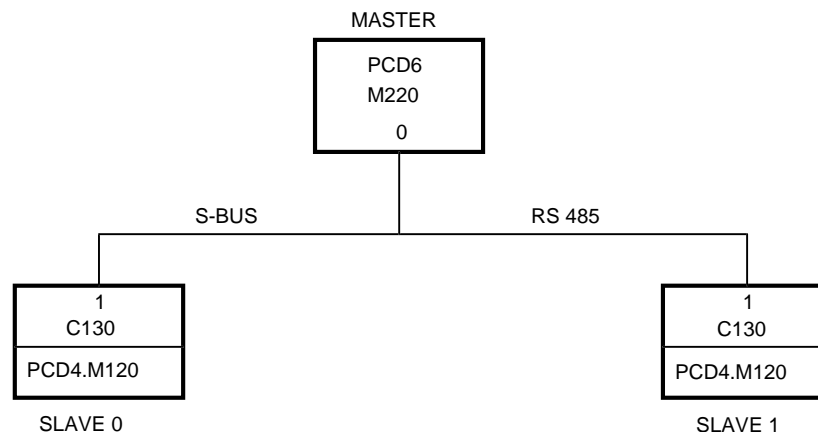 MASTER
PCD6
M220
0
S-BUS
RS 485
1
C130
PCD4.M120
SLAVE 0
1
C130
PCD4.M120
SLAVE 1